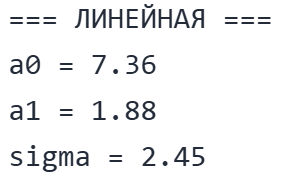 === ЛИНЕЙНАЯ ===
a0 = 7.36
a1 = 1.88
sigma = 2.45